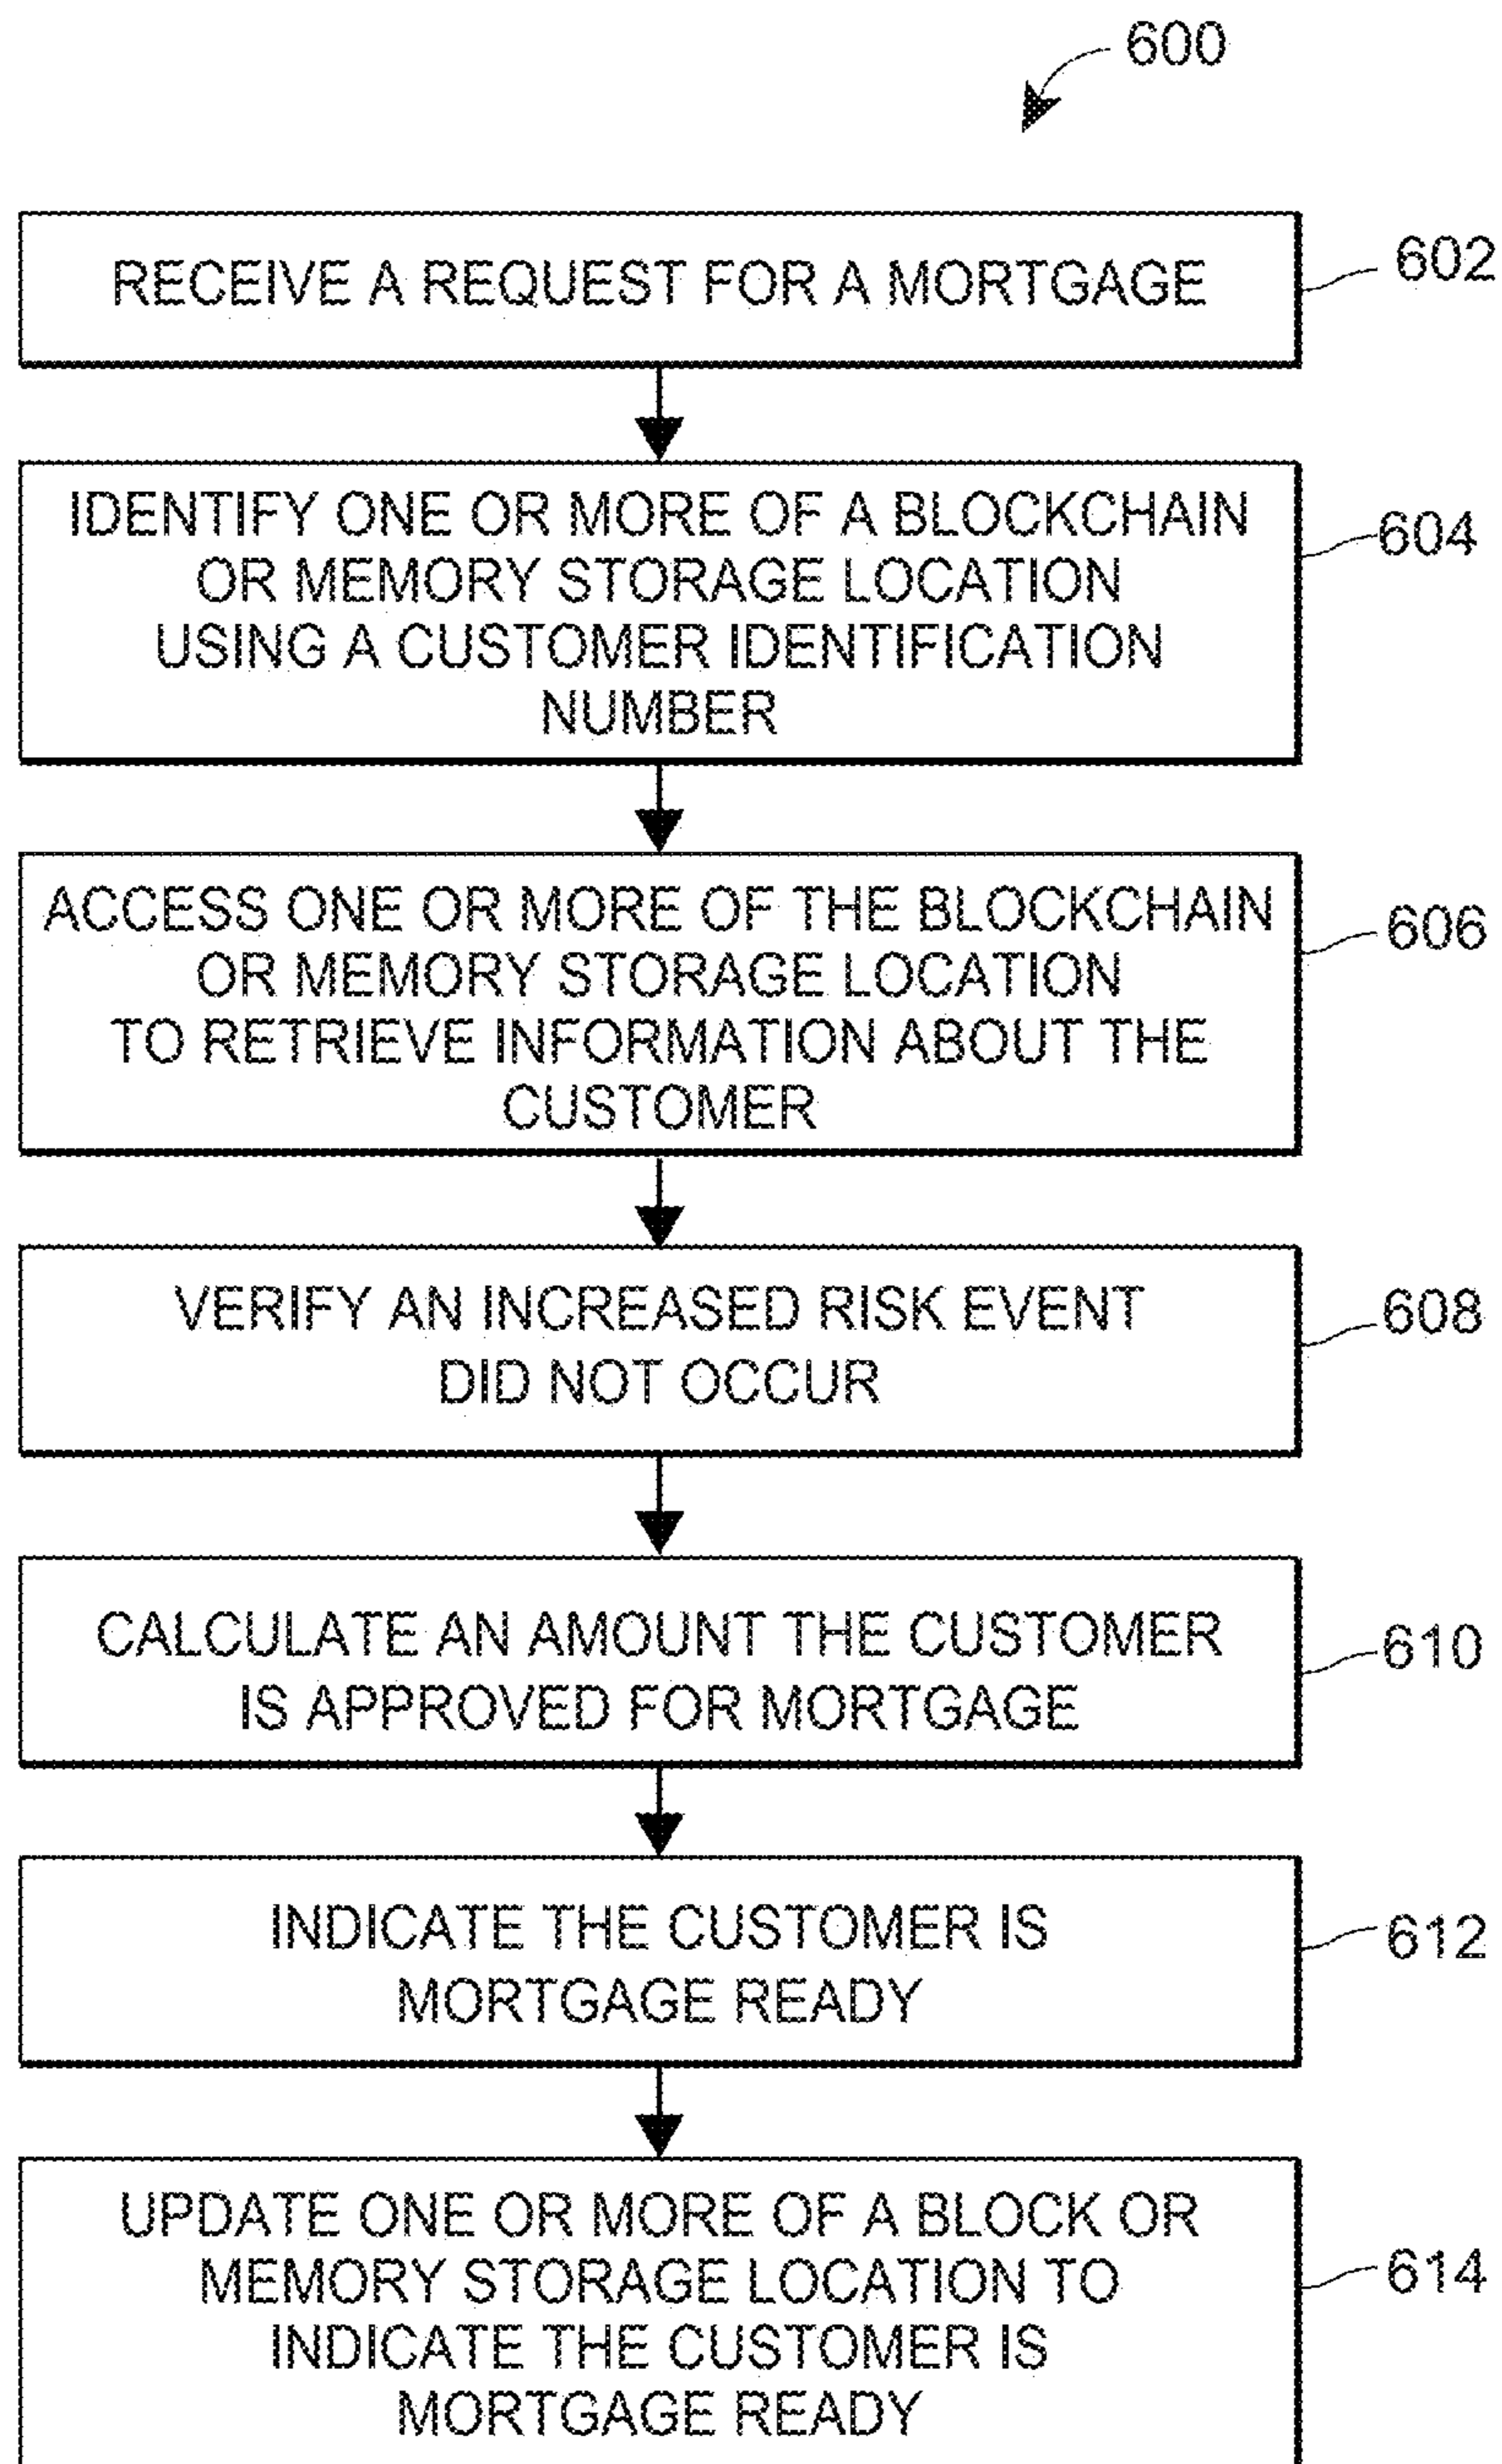 600
RECEIVE A REQUEST FOR A MORTGAGE
602
IDENTIFY ONE OR MORE OF A BLOCKCHAIN
OR MEMORY STORAGE LOCATION
USING A CUSTOMER IDENTIFICATION
NUMBER
604
ACCESS ONE OR MORE OF THE BLOCKCHAIN
OR MEMORY STORAGE LOCATION
TO RETRIEVE INFORMATION ABOUT THE
CUSTOMER
606
VERIFY AN INCREASED RISK EVENT
DID NOT OCCUR
608
CALCULATE AN AMOUNT THE CUSTOMER
IS APPROVED FOR MORTGAGE
610
INDICATE THE CUSTOMER IS
MORTGAGE READY
612
UPDATE ONE OR MORE OF A BLOCK OR
MEMORY STORAGE LOCATION TO
INDICATE THE CUSTOMER IS
MORTGAGE READY
614